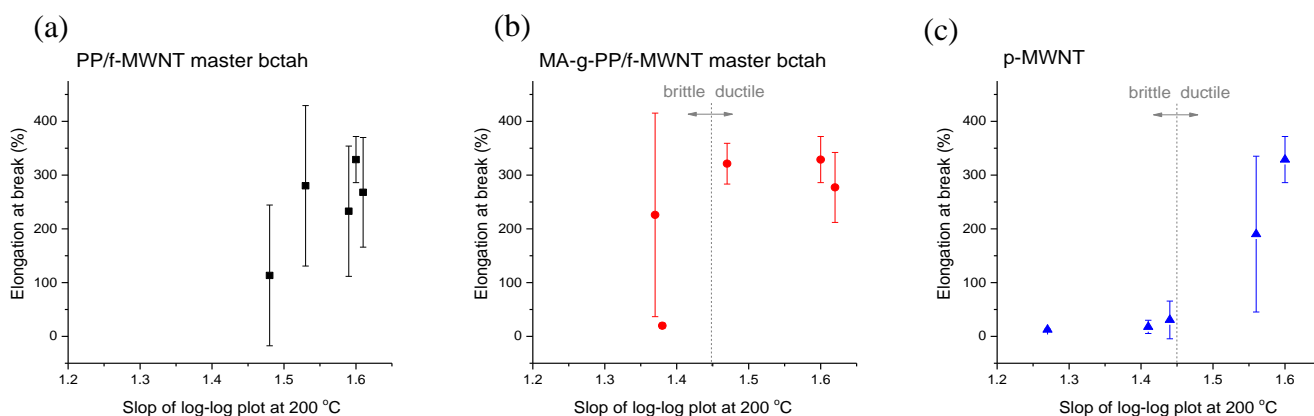 (a)
PP/f-MWNT master bctah
Elongation at break (%)
400
300
200
100
0
1.2 1.3 1.4 1.5 1.6
Slop of log-log plot at 200 °C
(b)
MA-g-PP/f-MWNT master bctah
brittle ductile
Elongation at break (%)
400
300
200
100
0
1.2 1.3 1.4 1.5 1.6
Slop of log-log plot at 200 °C
(c)
p-MWNT
brittle ductile
Elongation at break (%)
400
300
200
100
0
1.2 1.3 1.4 1.5 1.6
Slop of log-log plot at 200 °C